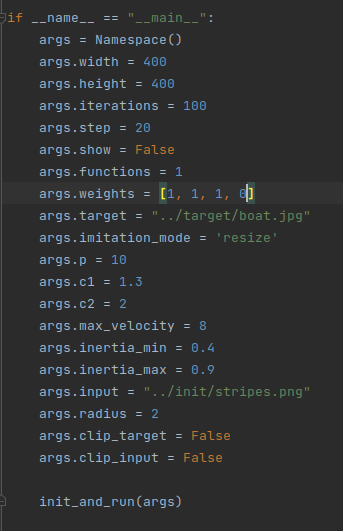 if __name__ == "__main__":
    args = Namespace()
    args.width = 400
    args.height = 400
    args.iterations = 100
    args.step = 20
    args.show = False
    args.functions = 1
    args.weights = [1, 1, 1, 0]
    args.target = "../target/boat.jpg"
    args.imitation_mode = 'resize'
    args.p = 10
    args.c1 = 1.3
    args.c2 = 2
    args.max_velocity = 8
    args.inertia_min = 0.4
    args.inertia_max = 0.9
    args.input = "../init/stripes.png"
    args.radius = 2
    args.clip_target = False
    args.clip_input = False
    init_and_run(args)